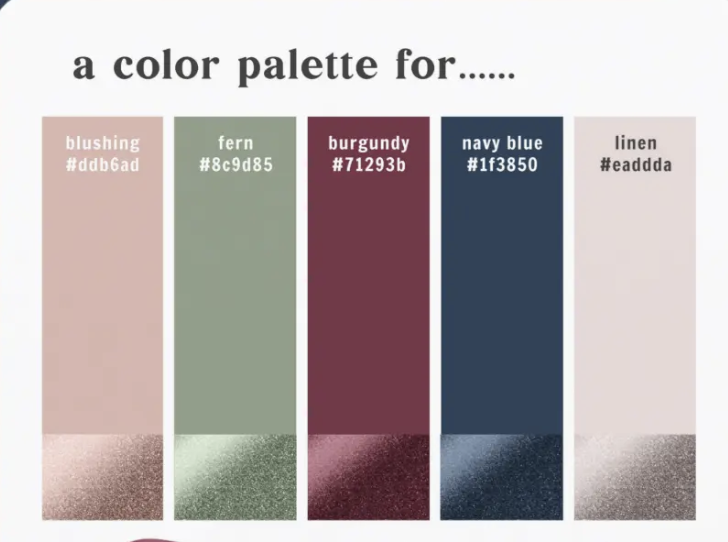 a color palette for......
blushing
#ddb6ad
fern
#8c9d85
burgundy
#71293b
navy blue
#1f3850
linen
#eaddda